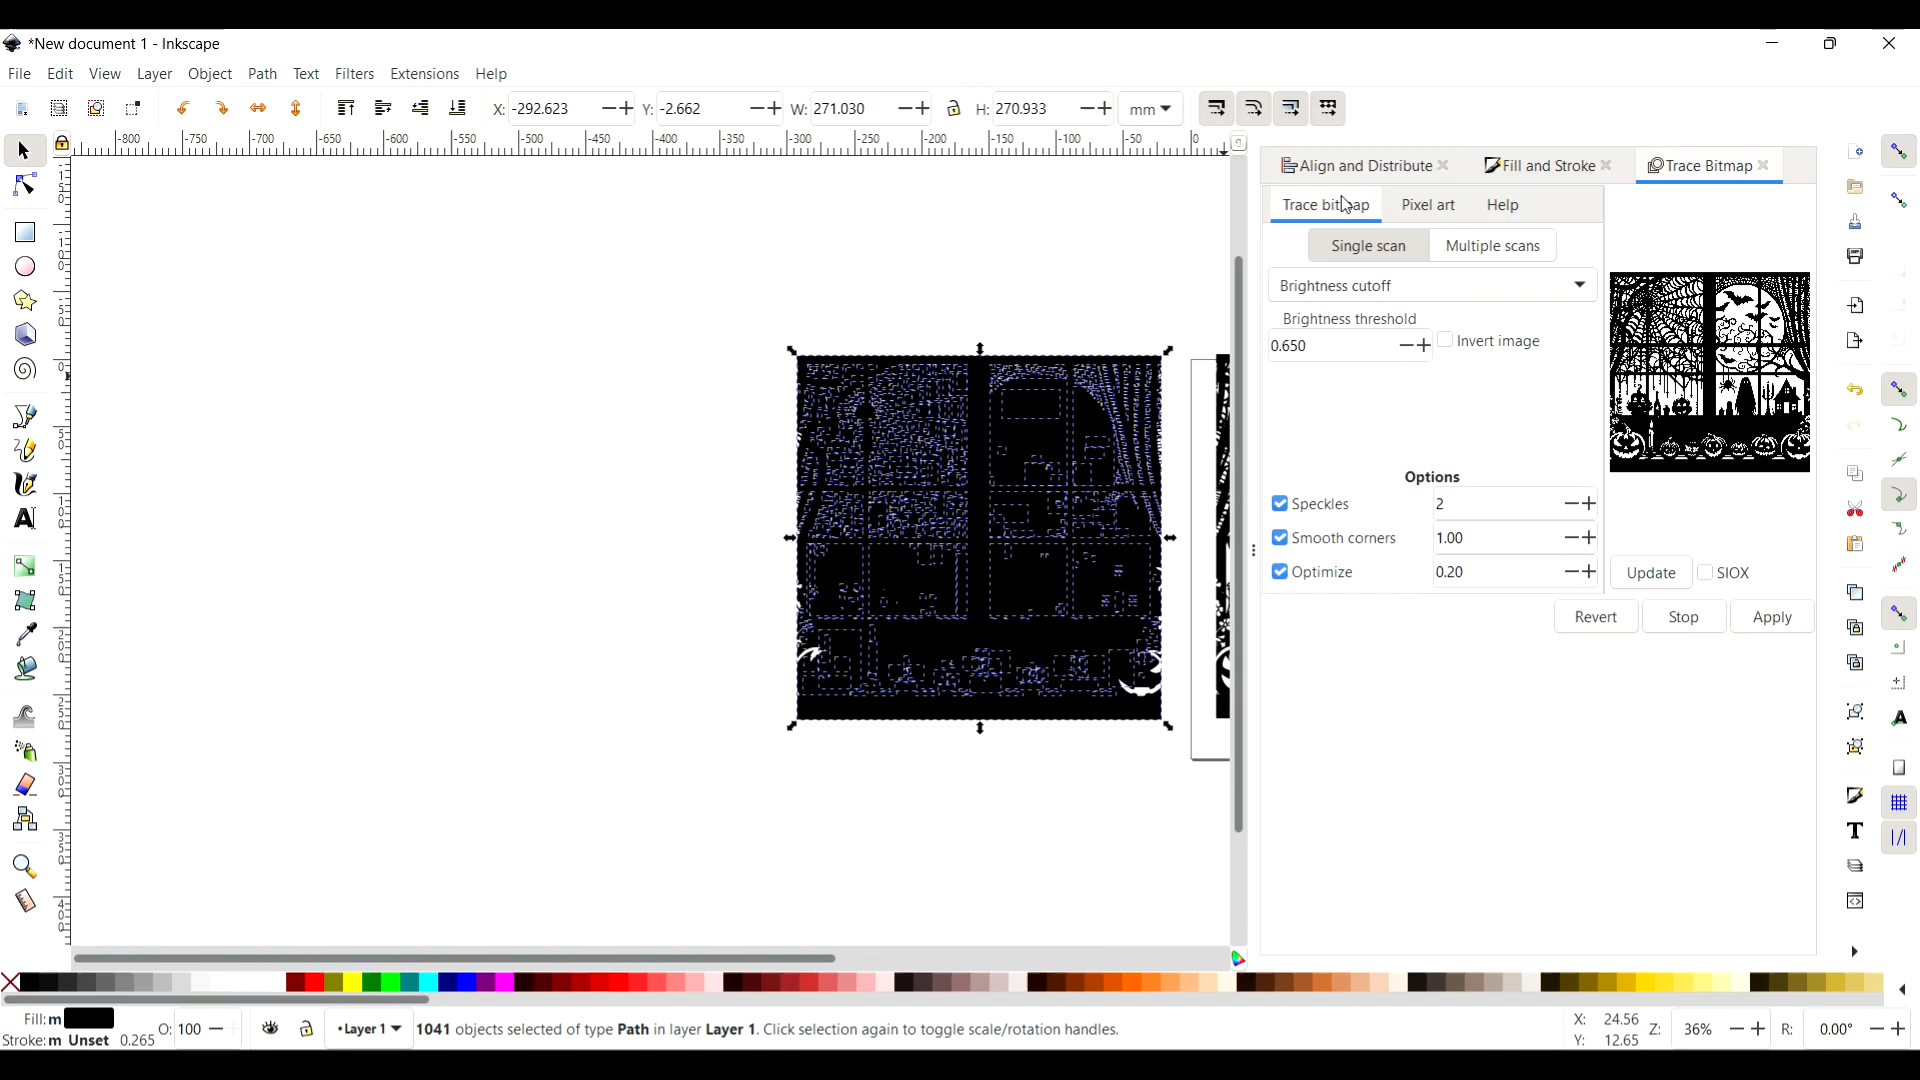 *New document 1 - Inkscape
File Edit View Layer Object Path Text Filters Extensions Help
X: -292.623 Y: -2.662 W: 271.030 H: 270.933 mm
-800 -750 -700 -650 -600 -550 -500 -450 -400 -350 -300 -250 -200 -150 -100 -50 0
Align and Distribute Fill and Stroke Trace Bitmap
Trace bitmap Pixel art Help
Single scan Multiple scans
Brightness cutoff
Brightness threshold
0.650 Invert image
Options
Speckles 2
Smooth corners 1.00
Optimize 0.20
Update SIOX
Revert Stop Apply
Fill: m
Stroke: m Unset 0.265
O: 100
•Layer 1
1041 objects selected of type Path in layer Layer 1. Click selection again to toggle scale/rotation handles.
X: 24.56
Y: 12.65
Z: 36% R: 0.00°